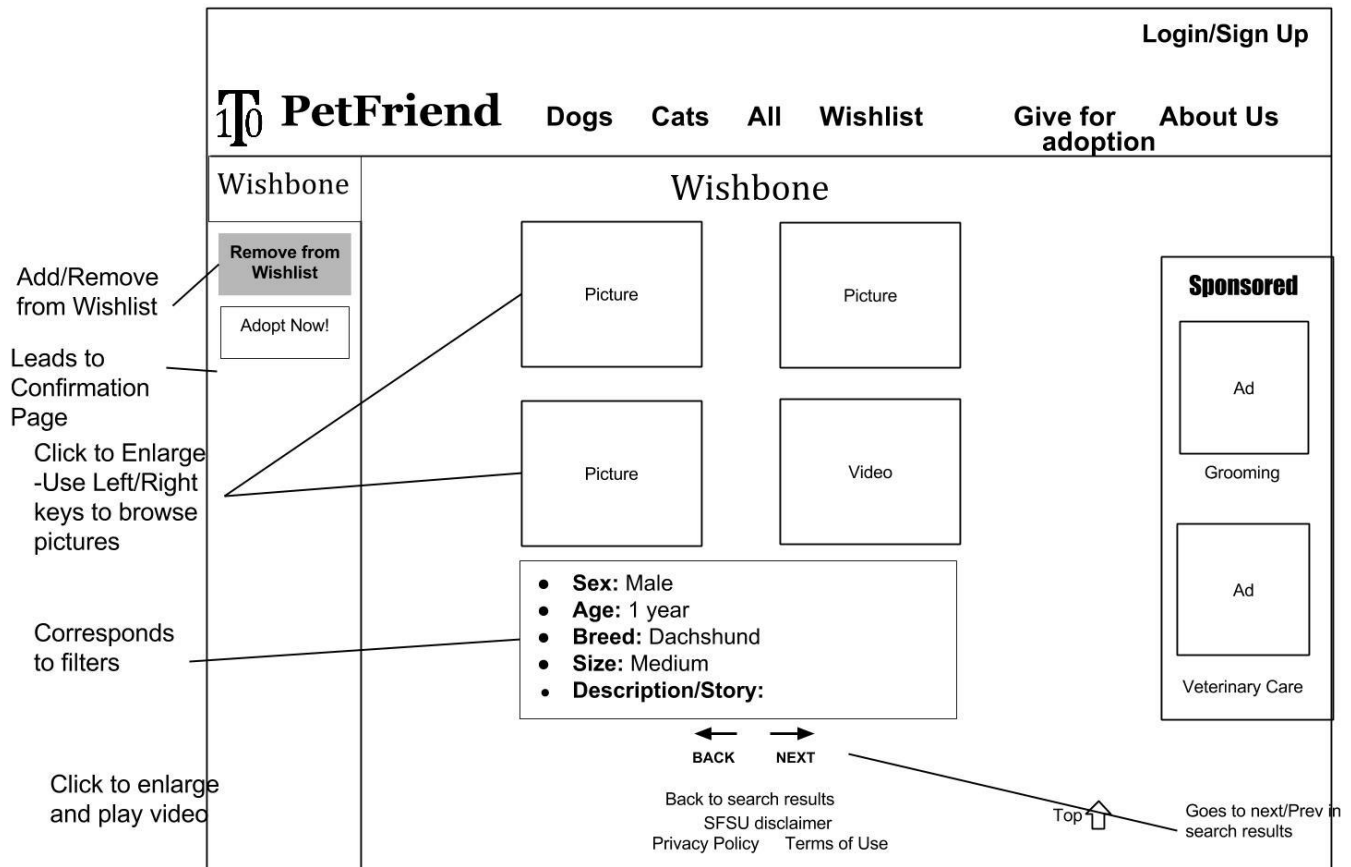 Login/Sign Up
T10 PetFriend Dogs Cats All Wishlist Give for adoption About Us
Wishbone
Wishbone
Remove from
Wishlist
Adopt Now!
Add/Remove
from Wishlist
Leads to
Confirmation
Page
Click to Enlarge
-Use Left/Right
keys to browse
pictures
Corresponds
to filters
Click to enlarge
and play video
Picture
Picture
Picture
Video
• Sex: Male
• Age: 1 year
• Breed: Dachshund
• Size: Medium
• Description/Story:
BACK NEXT
Back to search results
SFSU disclaimer
Privacy Policy Terms of Use
Sponsored
Ad
Grooming
Ad
Veterinary Care
Top
Goes to next/Prev in
search results